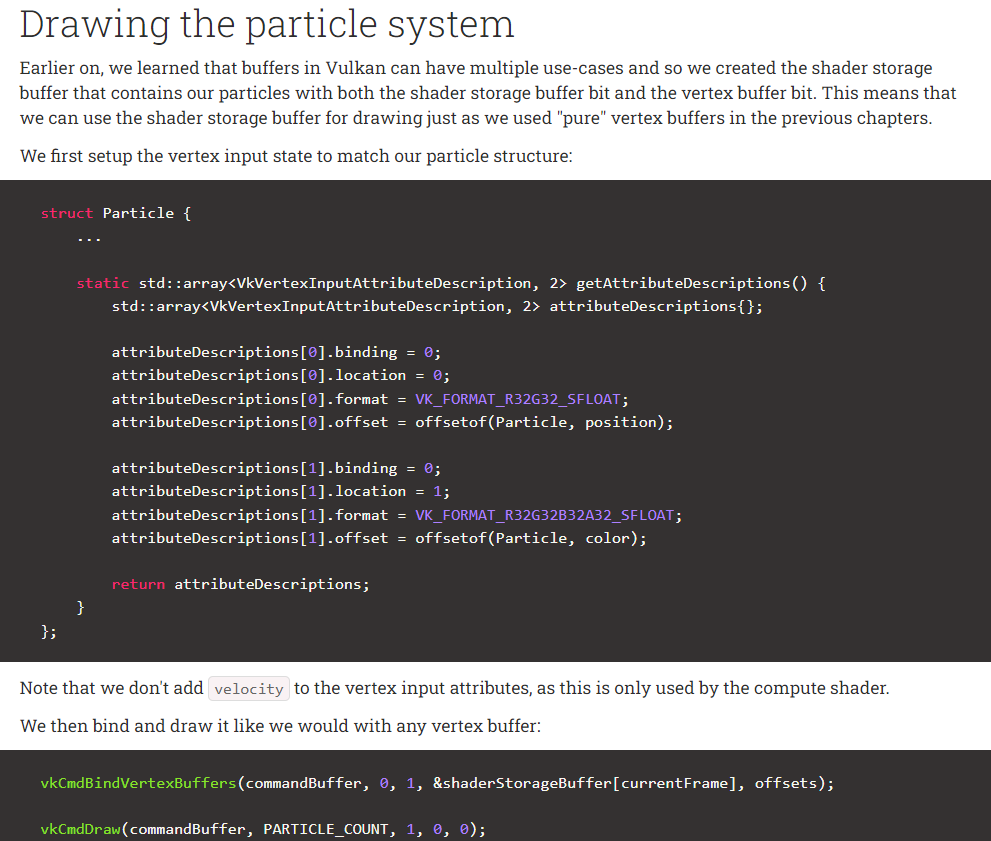 Drawing the particle system
Earlier on, we learned that buffers in Vulkan can have multiple use-cases and so we created the shader storage
buffer that contains our particles with both the shader storage buffer bit and the vertex buffer bit. This means that
we can use the shader storage buffer for drawing just as we used "pure" vertex buffers in the previous chapters.
We first setup the vertex input state to match our particle structure:
struct Particle {
    ...
    static std::array<VkVertexInputAttributeDescription, 2> getAttributeDescriptions() {
        std::array<VkVertexInputAttributeDescription, 2> attributeDescriptions{};
        attributeDescriptions[0].binding = 0;
        attributeDescriptions[0].location = 0;
        attributeDescriptions[0].format = VK_FORMAT_R32G32_SFLOAT;
        attributeDescriptions[0].offset = offsetof(Particle, position);
        attributeDescriptions[1].binding = 0;
        attributeDescriptions[1].location = 1;
        attributeDescriptions[1].format = VK_FORMAT_R32G32B32A32_SFLOAT;
        attributeDescriptions[1].offset = offsetof(Particle, color);
        return attributeDescriptions;
    }
};
Note that we don't add velocity to the vertex input attributes, as this is only used by the compute shader.
We then bind and draw it like we would with any vertex buffer:
vkCmdBindVertexBuffers(commandBuffer, 0, 1, &shaderStorageBuffer[currentFrame], offsets);
vkCmdDraw(commandBuffer, PARTICLE_COUNT, 1, 0, 0);